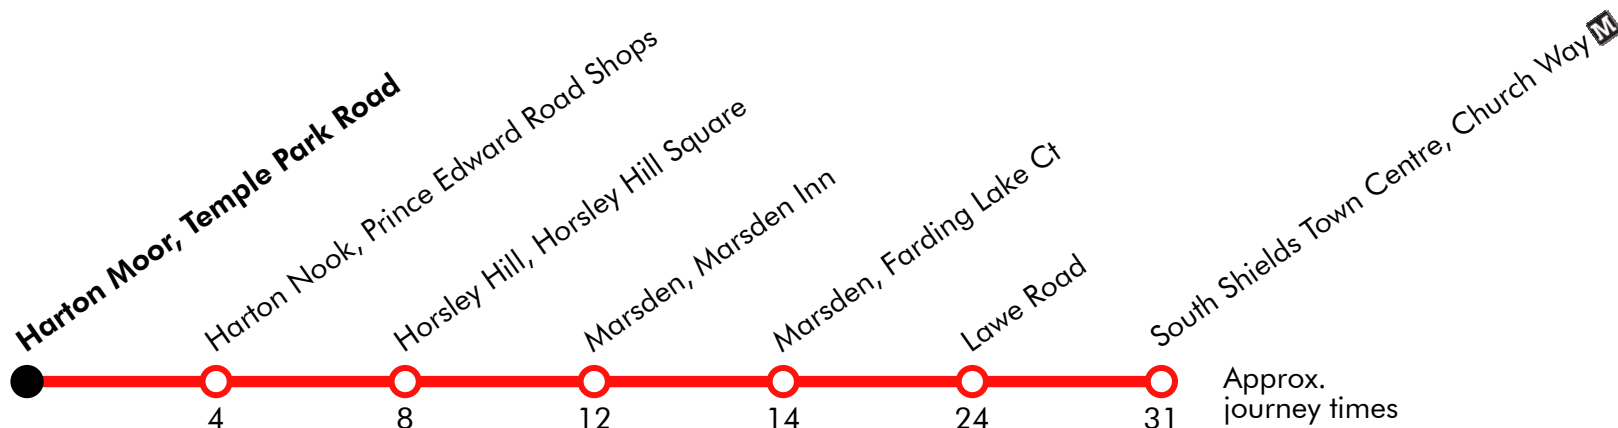 Harton Moor, Temple Park Road
Harton Nook, Prince Edward Road Shops
Horsley Hill, Horsley Hill Square
Marsden, Marsden Inn
Marsden, Farding Lake Ct
Lawe Road
South Shields Town Centre, Church Way M
4
8
12
14
24
31
Approx.
journey times